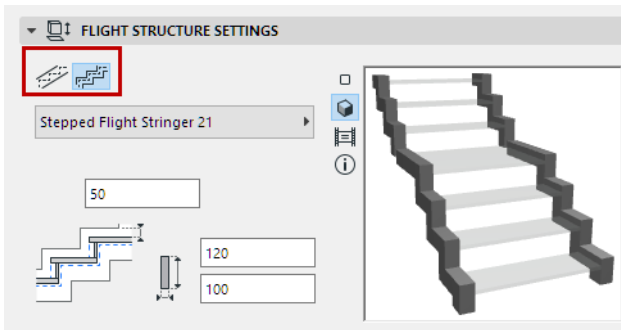 FLIGHT STRUCTURE SETTINGS
Stepped Flight Stringer 21
50
120
100